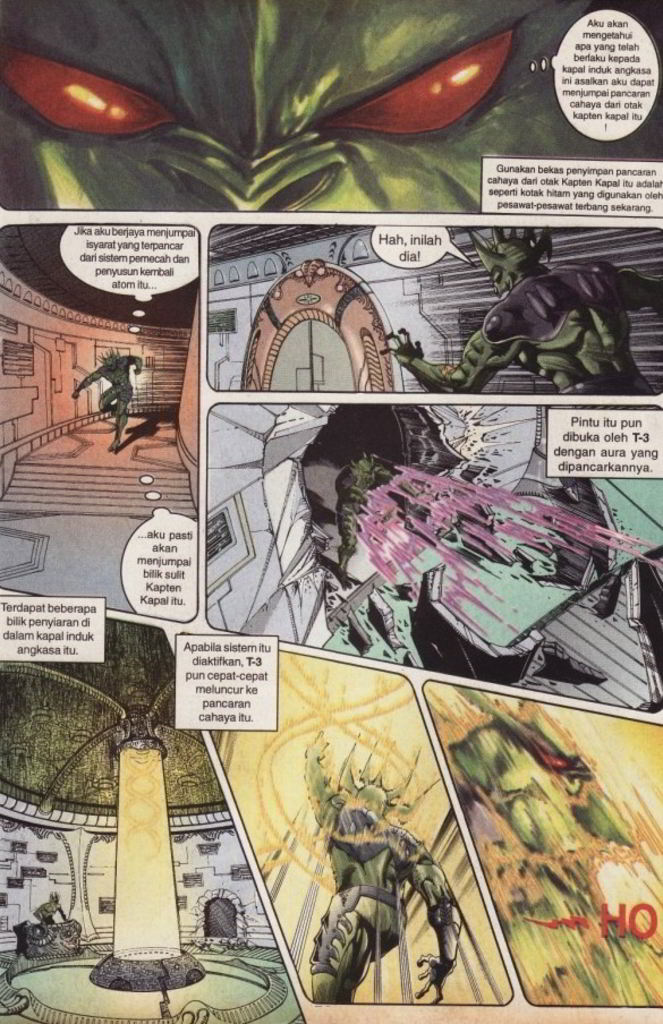 Aku akan
mengetahui
apa yang telah
berlaku kepada
kapal induk angkasa
ini asalkan aku dapat
menjumpai pancaran
cahaya dari otak
kapten kapal itu
!
Gunakan bekas penyimpan pancaran
cahaya dari otak Kapten Kapal itu adalah
seperti kotak hitam yang digunakan oleh
pesawat-pesawat terbang sekarang.
Jika aku berjaya menjumpai
isyarat yang terpancar
dari sistem pemecah dan
penyusun kembali
atom itu...
Hah, inilah
dia!
Pintu itu pun
dibuka oleh T-3
dengan aura yang
dipancarkannya.
...aku pasti
akan
menjumpai
bilik sulit
Kapten
Kapal itu.
Terdapat beberapa
bilik penyiaran di
dalam kapal induk
angkasa itu.
Apabila sistem itu
diaktifkan, T-3
pun cepat-cepat
meluncur ke
pancaran
cahaya itu.
HO